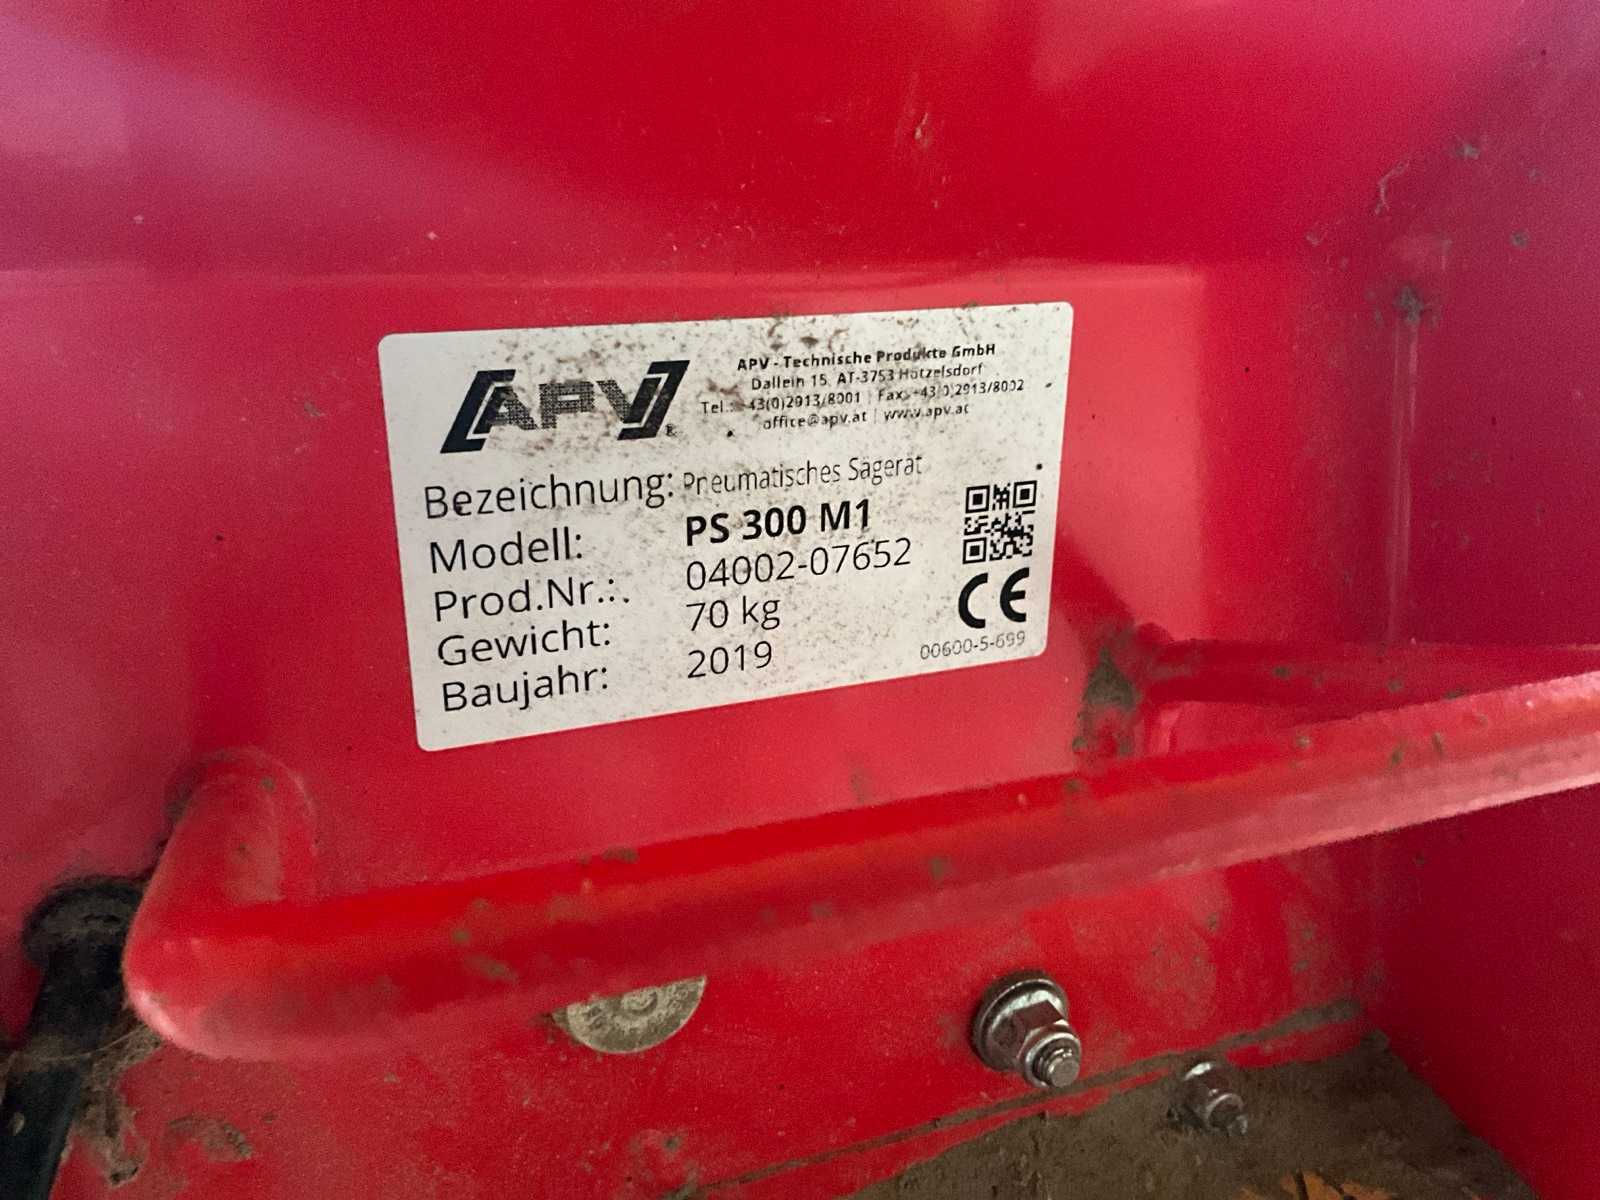 APV®
APV - Technische Produkte GmbH
Dallein 15, AT-3753 Hötzelsdorf
Tel.: +43(0)2913/8001 | Fax: +43(0)2913/8002
office@apv.at | www.apv.at
Bezeichnung: Pneumatisches Sägerät
Modell: PS 300 M1
Prod.Nr.: 04002-07652
Gewicht: 70 kg
Baujahr: 2019
CE
00600-5-699